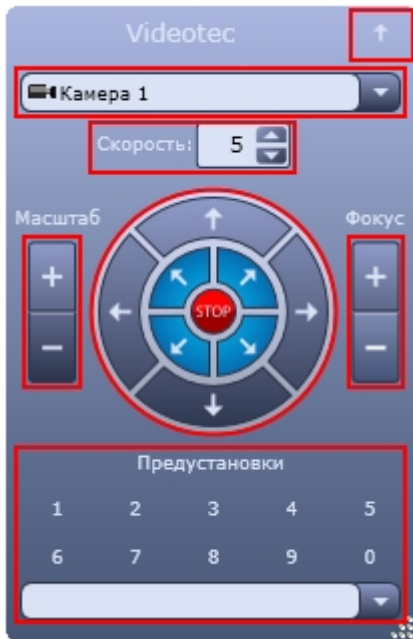 Videotec
Камера 1
Скорость: 5
Масштаб Фокус
+ +
STOP
– –
Предустановки
1 2 3 4 5
6 7 8 9 0